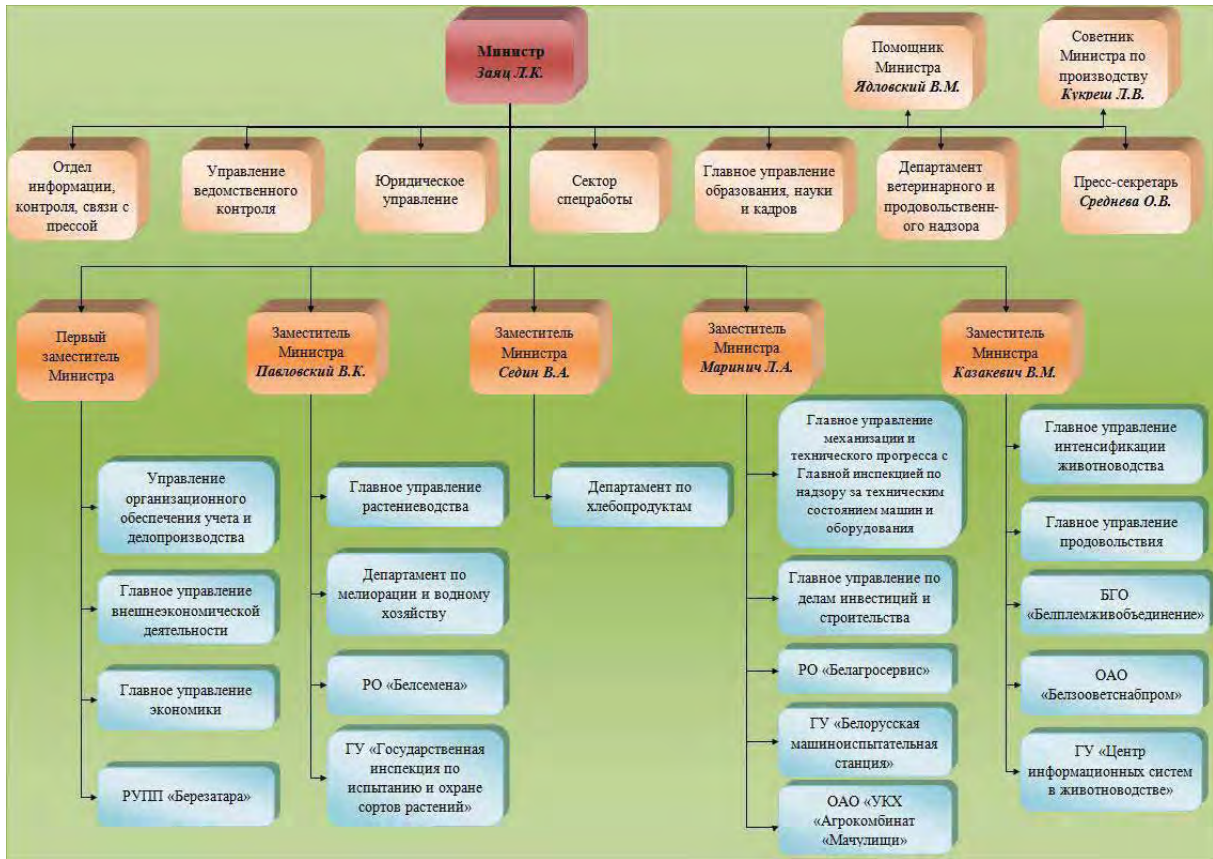 Министр
Заяц Л.К.
Помощник
Министра
Ядловский В.М.
Советник
Министра по
производству
Кукреш Л.В.
Отдел
информации,
контроля, связи с
прессой
Управление
ведомственного
контроля
Юридическое
управление
Сектор
спецработы
Главное управление
образования, науки
и кадров
Департамент
ветеринарного и
продовольственн-
го надзора
Пресс-секретарь
Среднева О.В.
Первый
заместитель
Министра
Заместитель
Министра
Павловский В.К.
Заместитель
Министра
Седин В.А.
Заместитель
Министра
Маринич Л.А.
Заместитель
Министра
Казакевич В.М.
Управление
организационного
обеспечения учета и
делопроизводства
Главное управление
внешнеэкономической
деятельности
Главное управление
экономики
РУПП «Березатара»
Главное управление
растениеводства
Департамент по
мелиорации и водному
хозяйству
РО «Белсемена»
ГУ «Государственная
инспекция по
испытанию и охране
сортов растений»
Департамент по
хлебопродуктам
Главное управление
механизации и
технического прогресса с
Главной инспекцией по
надзору за техническим
состоянием машин и
оборудования
Главное управление по
делам инвестиций и
строительства
РО «Белагросервис»
ГУ «Белорусская
машиноиспытательная
станция»
ОАО «УКХ
«Агрокомбинат
«Мачулищи»
Главное управление
интенсификации
животноводства
Главное управление
продовольствия
БГО
«Белплемживобъединение»
ОАО
«Белзооветснабпром»
ГУ «Центр
информационных систем
в животноводстве»